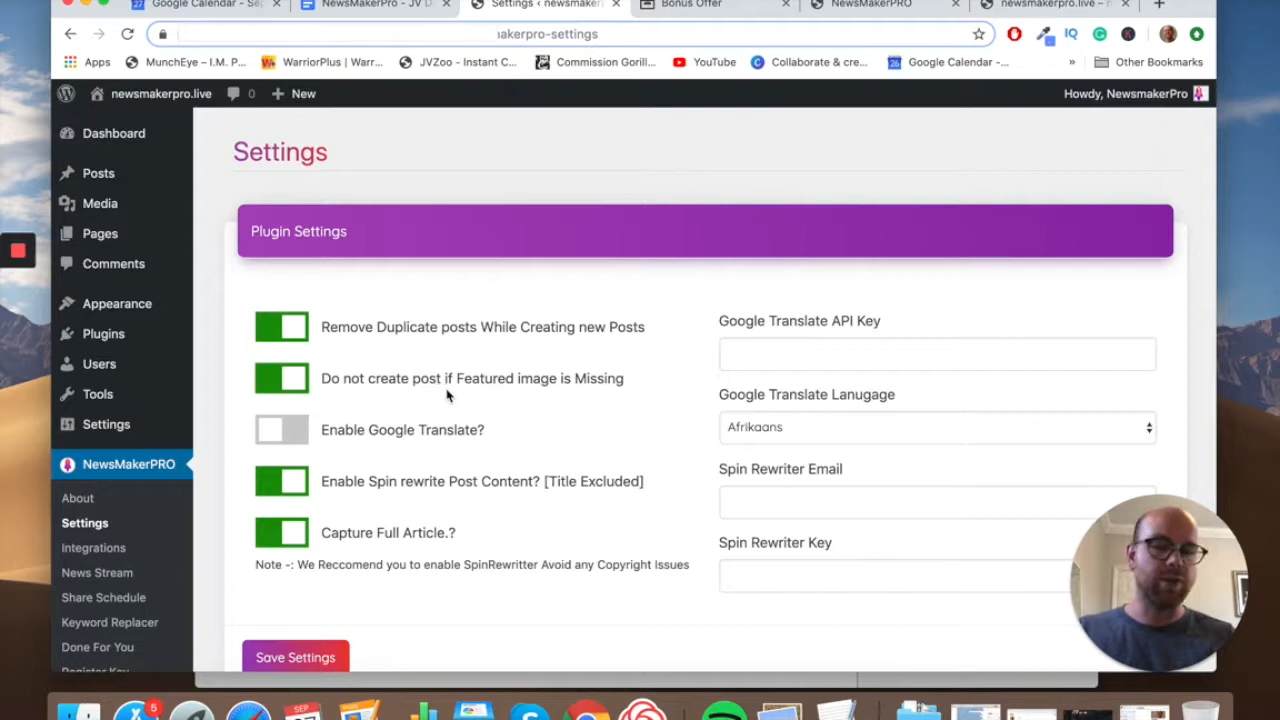 Google Calendar - Sep
NewsMakerPro - JV D
Settings ‹ newsmaker
Bonus Offer
NewsMakerPRO
newsmakerpro.live – n
akerpro-settings
IQ
Apps
MunchEye – I.M. P...
WarriorPlus | Warr...
JVZoo - Instant C...
Commission Gorill...
YouTube
Collaborate & cre...
Google Calendar -...
»
Other Bookmarks
newsmakerpro.live
0
New
Howdy, NewsmakerPro
Dashboard
Posts
Media
Pages
Comments
Appearance
Plugins
Users
Tools
Settings
NewsMakerPRO
About
Settings
Integrations
News Stream
Share Schedule
Keyword Replacer
Done For You
Register Key
Settings
Plugin Settings
Remove Duplicate posts While Creating new Posts
Do not create post if Featured image is Missing
Enable Google Translate?
Enable Spin rewrite Post Content? [Title Excluded]
Capture Full Article.?
Note -: We Reccomend you to enable SpinRewritter Avoid any Copyright Issues
Save Settings
Google Translate API Key
Google Translate Lanugage
Afrikaans
Spin Rewriter Email
Spin Rewriter Key
5
SEP